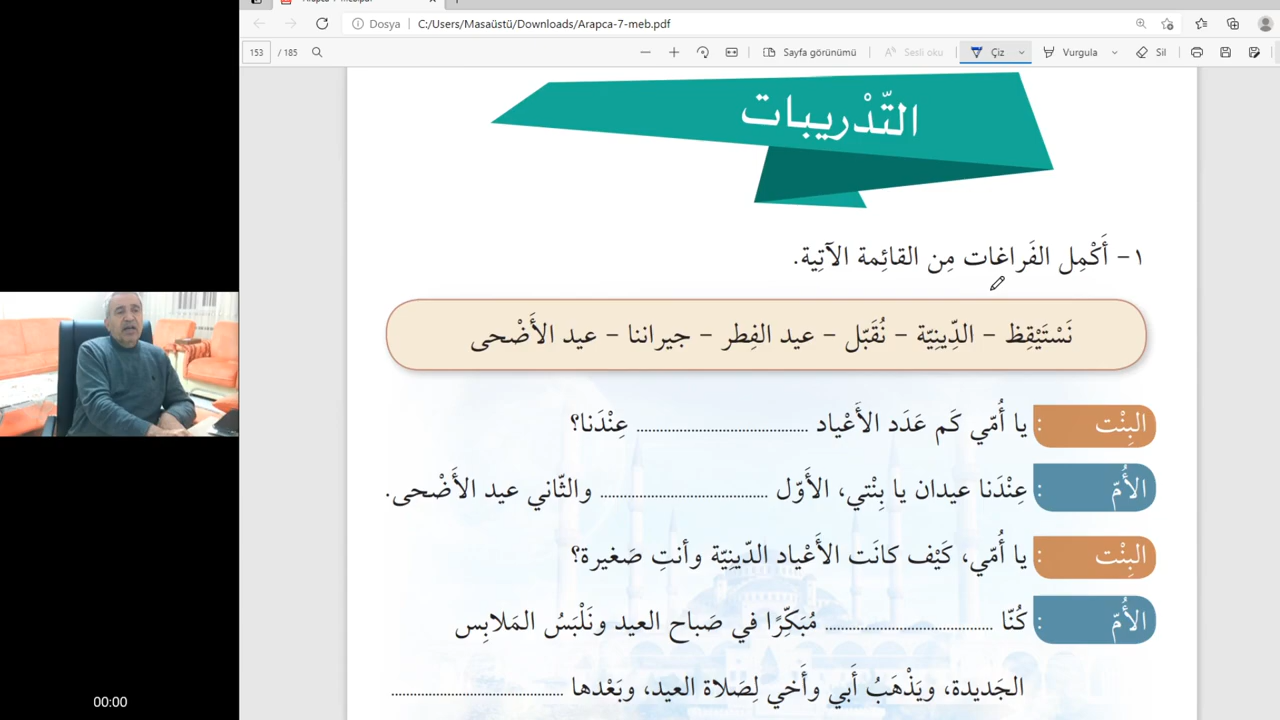 Dosya | C:/Users/Masaüstü/Downloads/Arapca-7-meb.pdf
153 / 185
Sayfa görünümü
Sesli oku
Çiz
Vurgula
Sil
التّدْريبات
١- أَكْمِل الفَراغات مِن القائِمة الآتِية.
نَسْتَيْقِظ – الدِّينِيّة – نُقَبّل – عيد الفِطر – جيراننا – عيد الأَضْحى
البِنْت : يا أُمّي كَم عَدَد الأَعْياد ........................................ عِنْدَنا؟
الأُمّ : عِنْدَنا عيدان يا بِنْتي، الأَوّل ........................................ والثّاني عيد الأَضْحى.
البِنْت : يا أُمّي، كَيْف كانَت الأَعْياد الدّينِيّة وأنتِ صَغيرة؟
الأُمّ : كُنّا ........................................ مُبَكِّرًا في صَباح العيد ونَلْبَسُ المَلابِس
الجَديدة، ويَذْهَبُ أَبي وأَخي لِصَلاة العيد، وبَعْدها ........................................
00:00